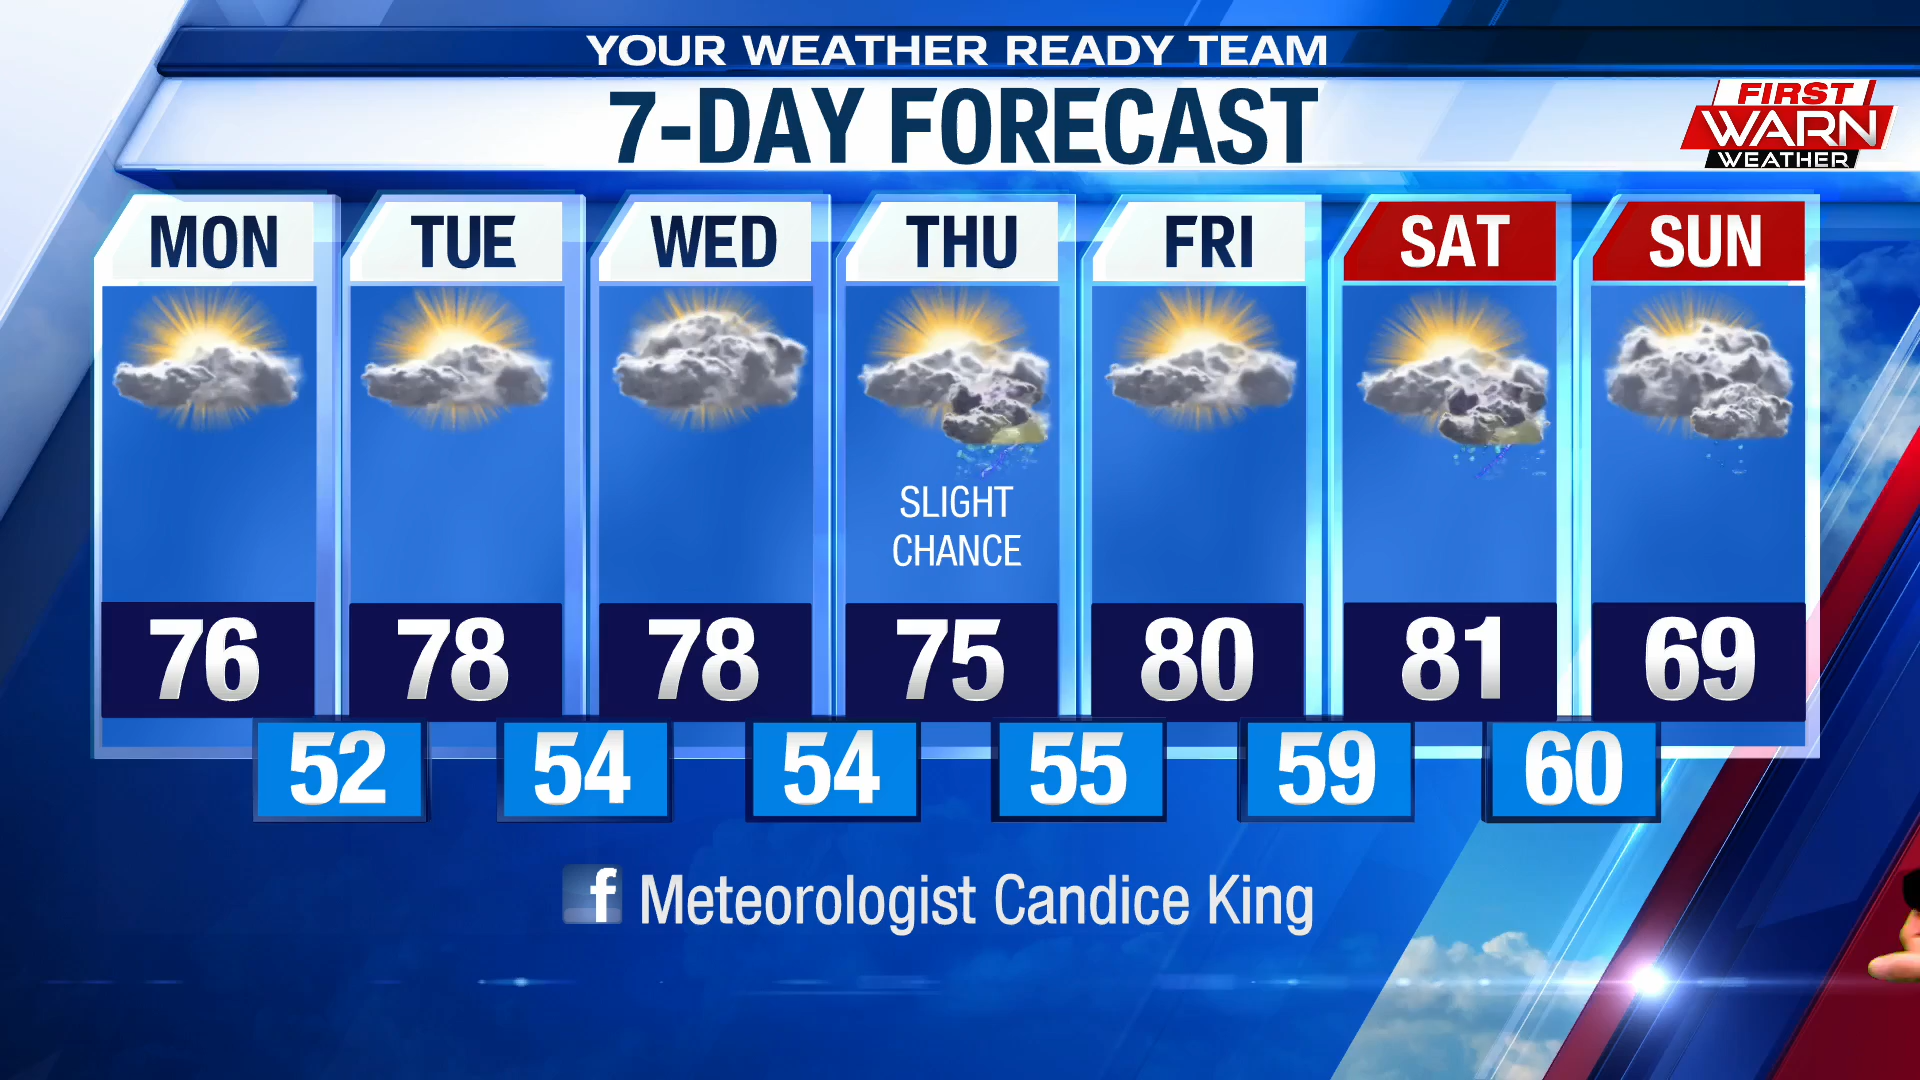 YOUR WEATHER READY TEAM
7-DAY FORECAST
FIRST
WARN
WEATHER
MON TUE WED THU FRI SAT SUN
SLIGHT
CHANCE
76 78 78 75 80 81 69
52 54 54 55 59 60
f Meteorologist Candice King